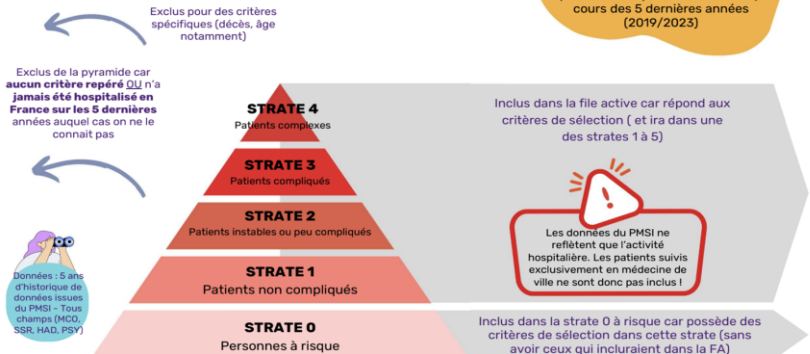 cours des 5 dernières années
(2019/2023)
Exclus pour des critères
spécifiques (décès, âge
notamment)
Exclus de la pyramide car
aucun critère repéré OU n'a
jamais été hospitalisé en
France sur les 5 dernières
années auquel cas on ne le
connait pas
STRATE 4
Patients complexes
Inclus dans la file active car répond aux
critères de sélection ( et ira dans une
des strates 1 à 5)
STRATE 3
Patients compliqués
STRATE 2
Patients instables ou peu compliqués
Les données du PMSI ne
reflètent que l'activité
hospitalière. Les patients suivis
exclusivement en médecine de
ville ne sont donc pas inclus !
Données : 5 ans
d'historique de
données issues
du PMSI - Tous
champs (MCO,
SSR, HAD, PSY)
STRATE 1
Patients non compliqués
STRATE 0
Personnes à risque
Inclus dans la strate 0 à risque car possède des
critères de sélection dans cette strate (sans
avoir ceux qui incluraient dans la FA)